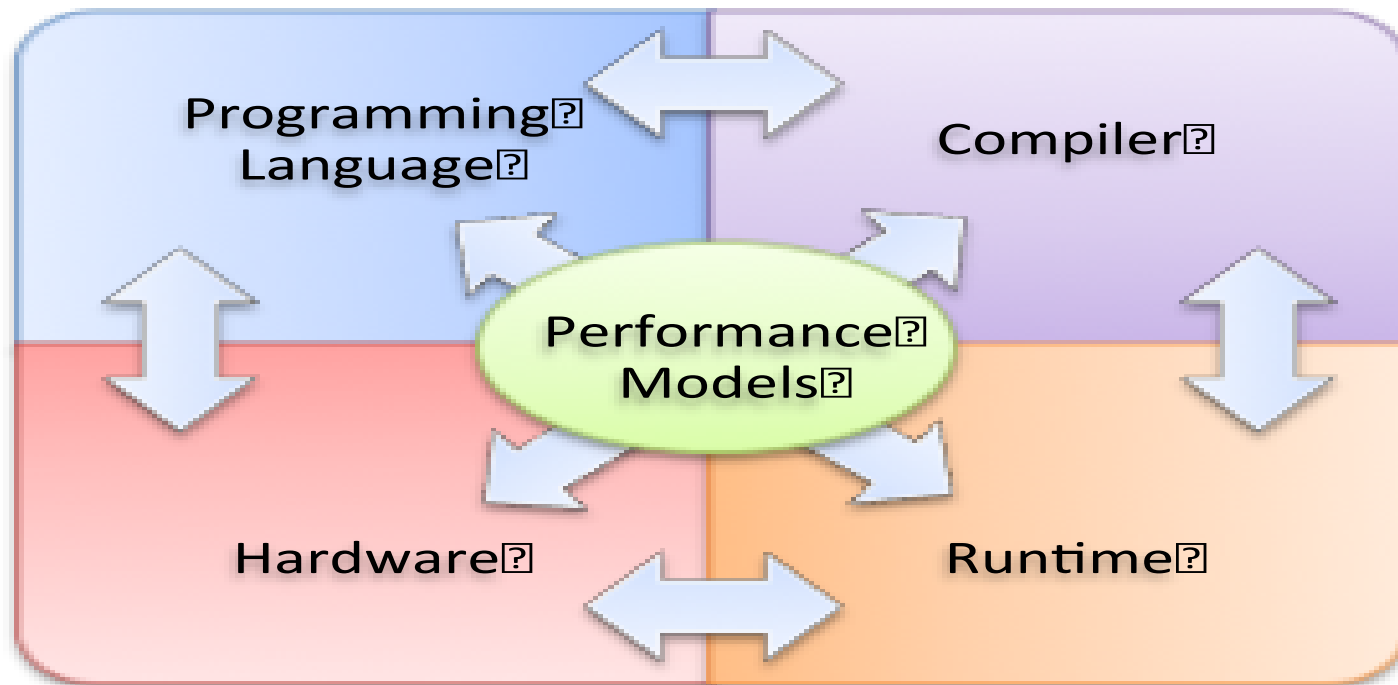 Programming
Language
Compiler
Performance
Models
Hardware
Runtime